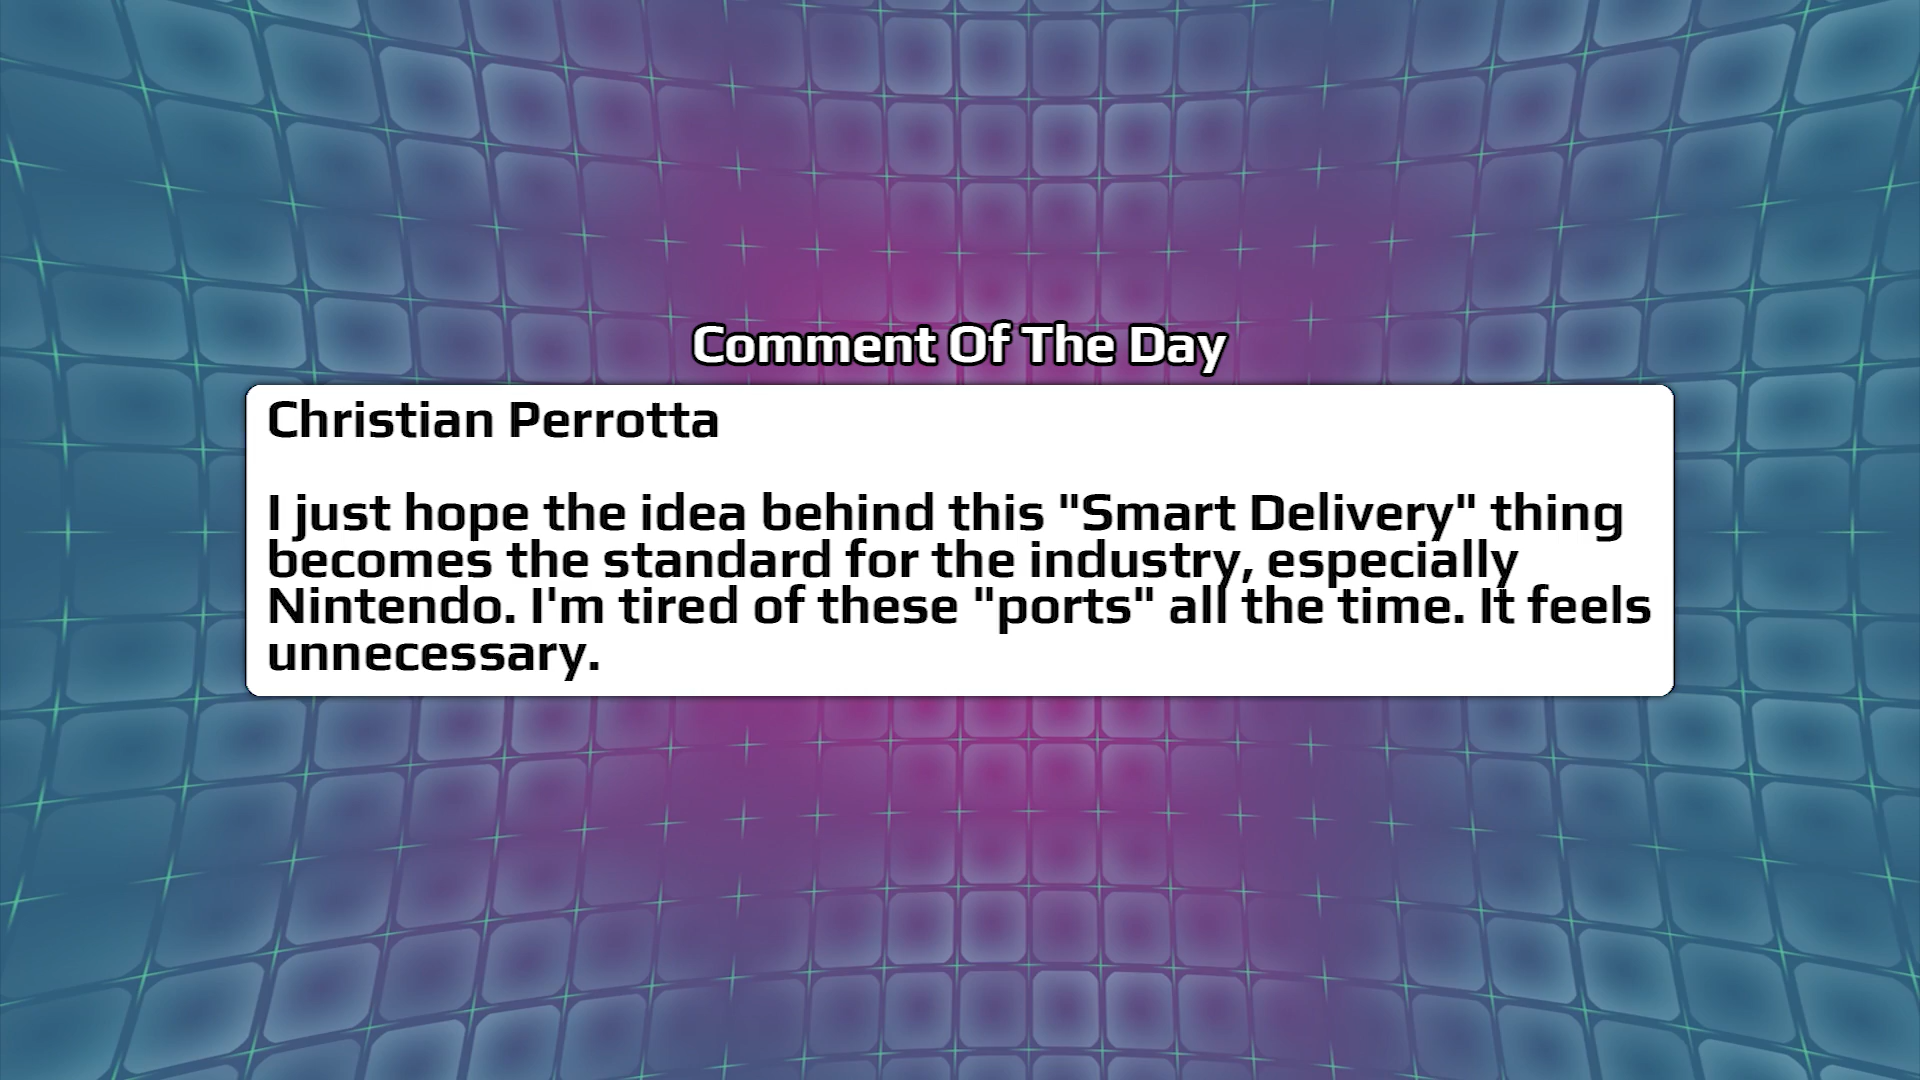 Comment Of The Day
Christian Perrotta
I just hope the idea behind this "Smart Delivery" thing
becomes the standard for the industry, especially
Nintendo. I'm tired of these "ports" all the time. It feels
unnecessary.